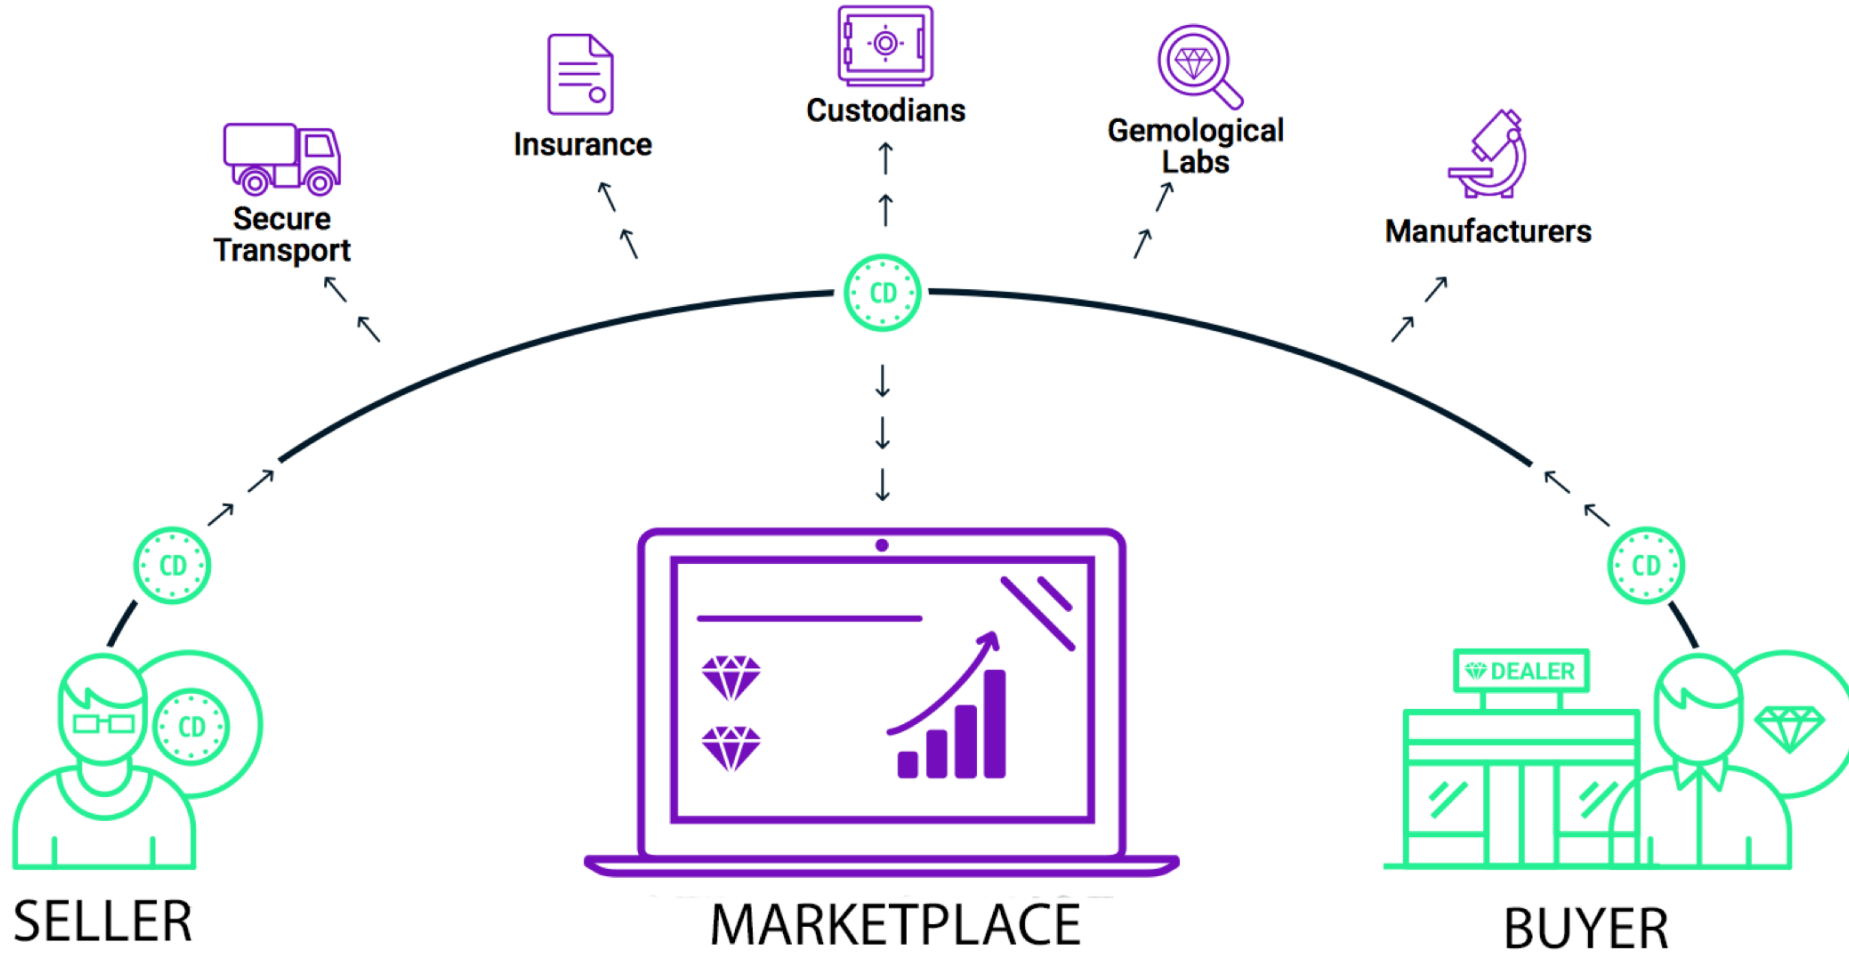 Custodians
Insurance
Gemological
Labs
Secure
Transport
Manufacturers
CD
CD
CD
DEALER
CD
SELLER
MARKETPLACE
BUYER